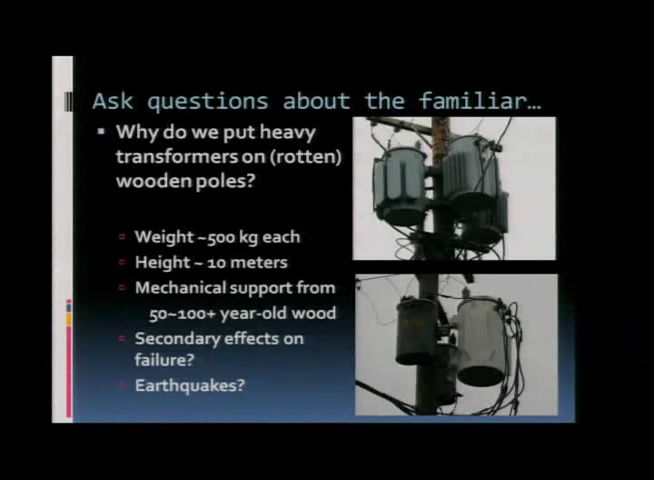 Ask questions about the familiar…
Why do we put heavy
transformers on (rotten)
wooden poles?
Weight ~500 kg each
Height ~ 10 meters
Mechanical support from
50~100+ year-old wood
Secondary effects on
failure?
Earthquakes?